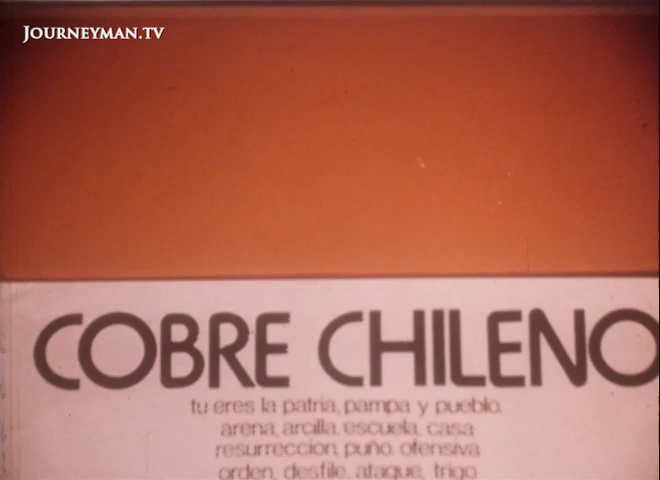 JOURNEYMAN.TV
COBRE CHILENO
tu eres la patria, pampa y pueblo.
arena, arcilla, escuela, casa
resurreccion, puño, ofensiva
orden, desfile, ataque, trigo